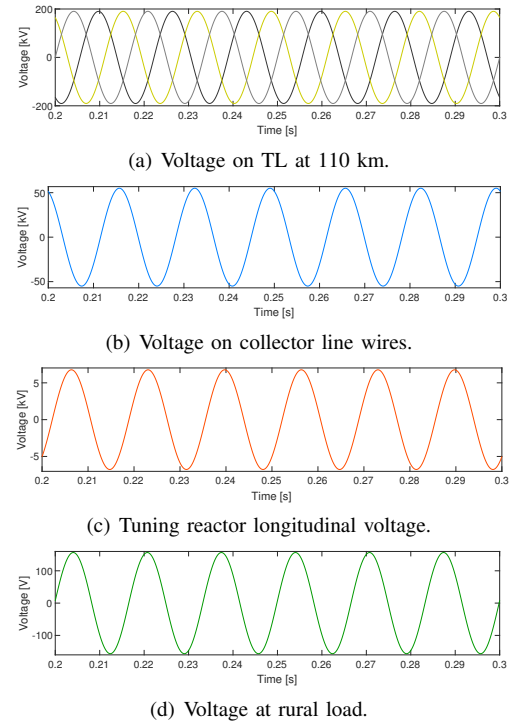 200
0
-200
Voltage [kV]
0.2 0.21 0.22 0.23 0.24 0.25 0.26 0.27 0.28 0.29 0.3
Time [s]
(a) Voltage on TL at 110 km.
50
0
-50
Voltage [kV]
0.2 0.21 0.22 0.23 0.24 0.25 0.26 0.27 0.28 0.29 0.3
Time [s]
(b) Voltage on collector line wires.
5
0
-5
Voltage [kV]
0.2 0.21 0.22 0.23 0.24 0.25 0.26 0.27 0.28 0.29 0.3
Time [s]
(c) Tuning reactor longitudinal voltage.
100
0
-100
Voltage [V]
0.2 0.21 0.22 0.23 0.24 0.25 0.26 0.27 0.28 0.29 0.3
Time [s]
(d) Voltage at rural load.